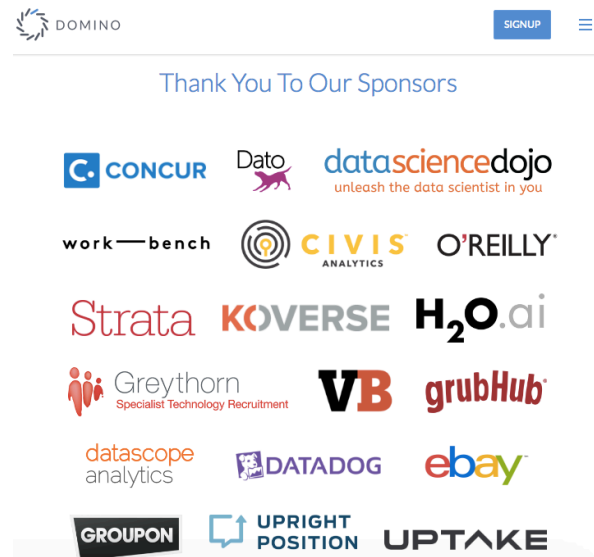 DOMINO
SIGNUP
Thank You To Our Sponsors
C. CONCUR
Dato
datasciencedojo
unleash the data scientist in you
work—bench
CIVIS
ANALYTICS
O'REILLY®
Strata
KOVERSE
H2O.ai
Greythorn
Specialist Technology Recruitment
VB
grubHub
datascope
analytics
DATADOG
ebay
GROUPON
UPRIGHT
POSITION
UPTAKE